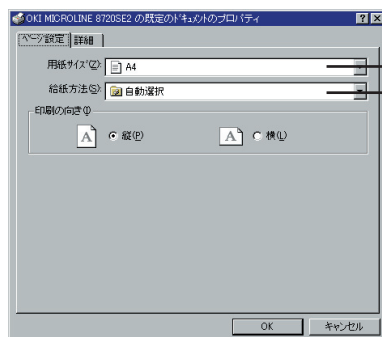 OKI MICROLINE 8720SE2 の既定のﾄﾞｷｭﾒﾝﾄのプロパティ
ページ設定 詳細
用紙サイズ(Z): A4
給紙方法(S): 自動選択
印刷の向き(I)
A 縦(P) A 横(L)
OK キャンセル